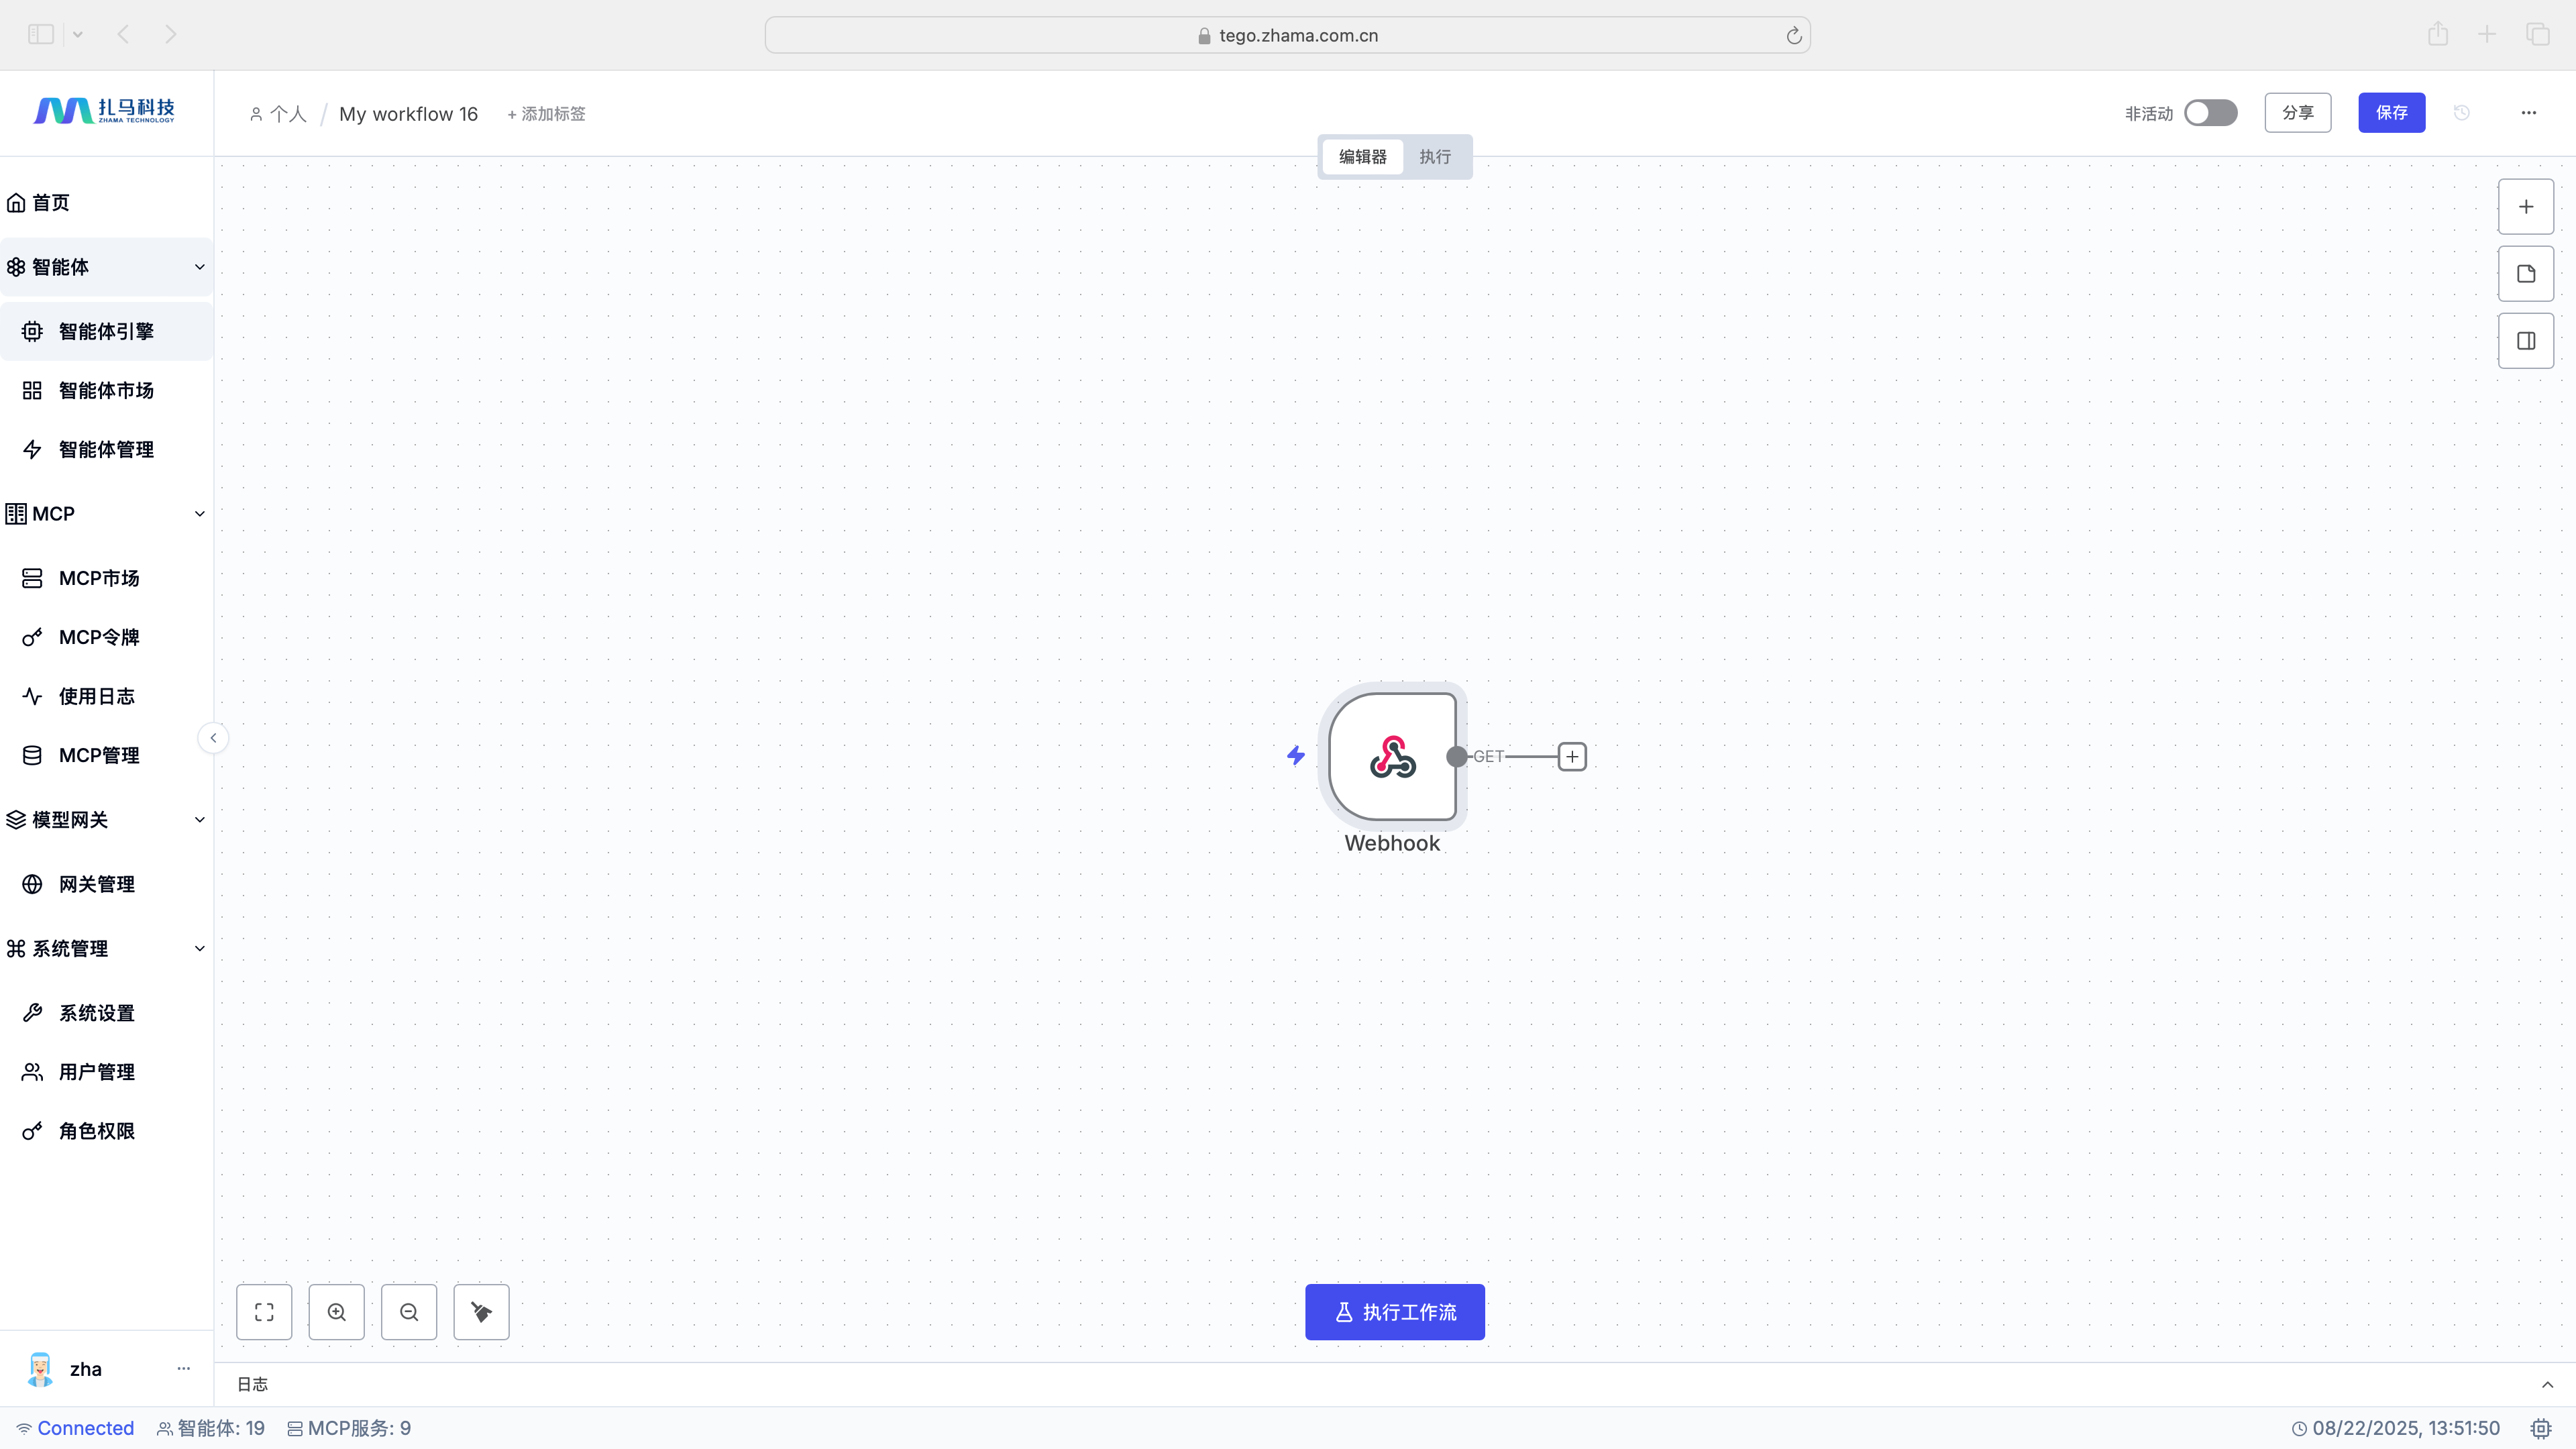 tego.zhama.com.cn
扎马科技
ZHAMA TECHNOLOGY
个人 / My workflow 16 + 添加标签
非活动
分享
保存
编辑器
执行
首页
智能体
智能体引擎
智能体市场
智能体管理
MCP
MCP市场
MCP令牌
使用日志
MCP管理
模型网关
网关管理
系统管理
系统设置
用户管理
角色权限
GET
Webhook
执行工作流
zha
日志
Connected
智能体: 19
MCP服务: 9
08/22/2025, 13:51:50